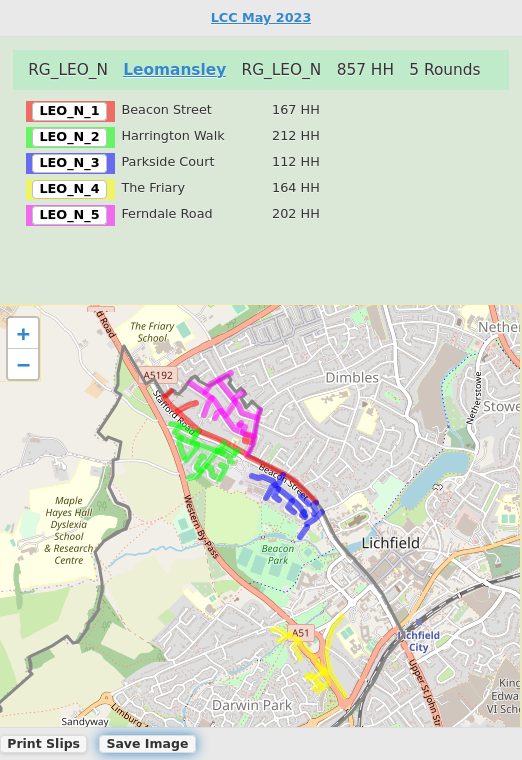 LCC May 2023
RG_LEO_N Leomansley RG_LEO_N 857 HH 5 Rounds
LEO_N_1 Beacon Street 167 HH
LEO_N_2 Harrington Walk 212 HH
LEO_N_3 Parkside Court 112 HH
LEO_N_4 The Friary 164 HH
LEO_N_5 Ferndale Road 202 HH
+
−
d Road
The Friary
School
Nether
A5192
Dimbles
Netherstowe
Stowe
Stafford Road
Beacon Street
Maple
Hayes Hall
Dyslexia
School
& Research
Centre
Western By-Pass
Lichfield
Beacon
Park
A51
Lichfield
City
Upper St John Str
King
Edwa
VI Scho
Darwin Park
Limburg A
Sandyway
Print Slips Save Image